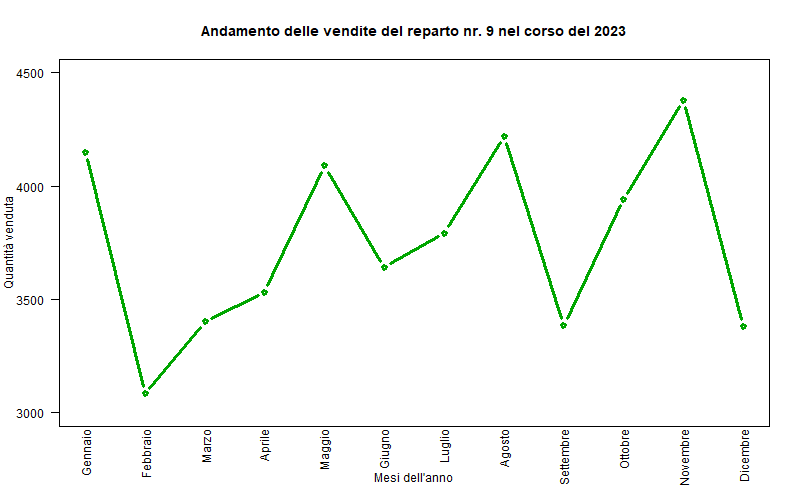 Andamento delle vendite del reparto nr. 9 nel corso del 2023
Quantità venduta
4500
4000
3500
3000
Gennaio
Febbraio
Marzo
Aprile
Maggio
Giugno
Luglio
Agosto
Settembre
Ottobre
Novembre
Dicembre
Mesi dell'anno